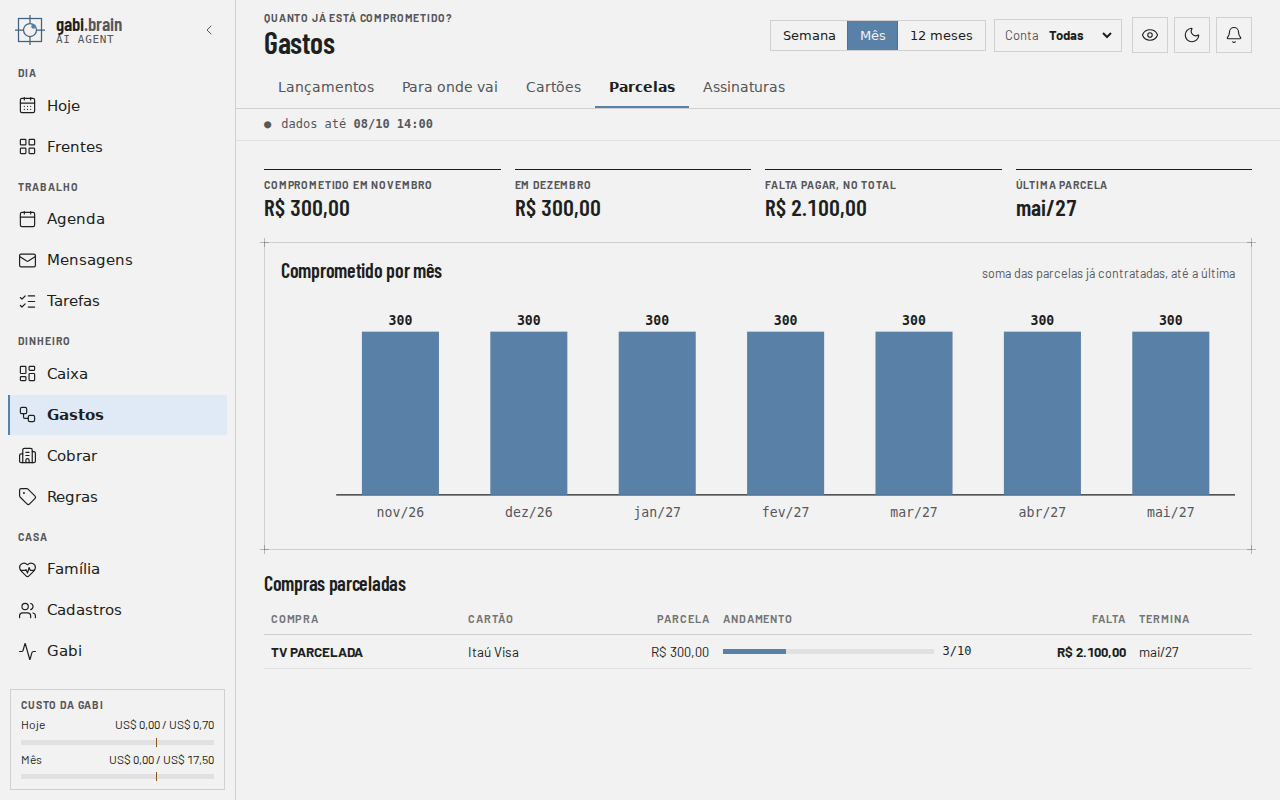 gabi.brain
AI AGENT
DIA
Hoje
Frentes
TRABALHO
Agenda
Mensagens
Tarefas
DINHEIRO
Caixa
Gastos
Cobrar
Regras
CASA
Família
Cadastros
Gabi
CUSTO DA GABI
Hoje US$ 0,00 / US$ 0,70
Mês US$ 0,00 / US$ 17,50
QUANTO JÁ ESTÁ COMPROMETIDO?
Gastos
Semana Mês 12 meses Conta Todas
Lançamentos Para onde vai Cartões Parcelas Assinaturas
dados até 08/10 14:00
COMPROMETIDO EM NOVEMBRO
R$ 300,00
EM DEZEMBRO
R$ 300,00
FALTA PAGAR, NO TOTAL
R$ 2.100,00
ÚLTIMA PARCELA
mai/27
Comprometido por mês
soma das parcelas já contratadas, até a última
300 300 300 300 300 300 300
nov/26 dez/26 jan/27 fev/27 mar/27 abr/27 mai/27
Compras parceladas
COMPRA CARTÃO PARCELA ANDAMENTO FALTA TERMINA
TV PARCELADA Itaú Visa R$ 300,00 3/10 R$ 2.100,00 mai/27